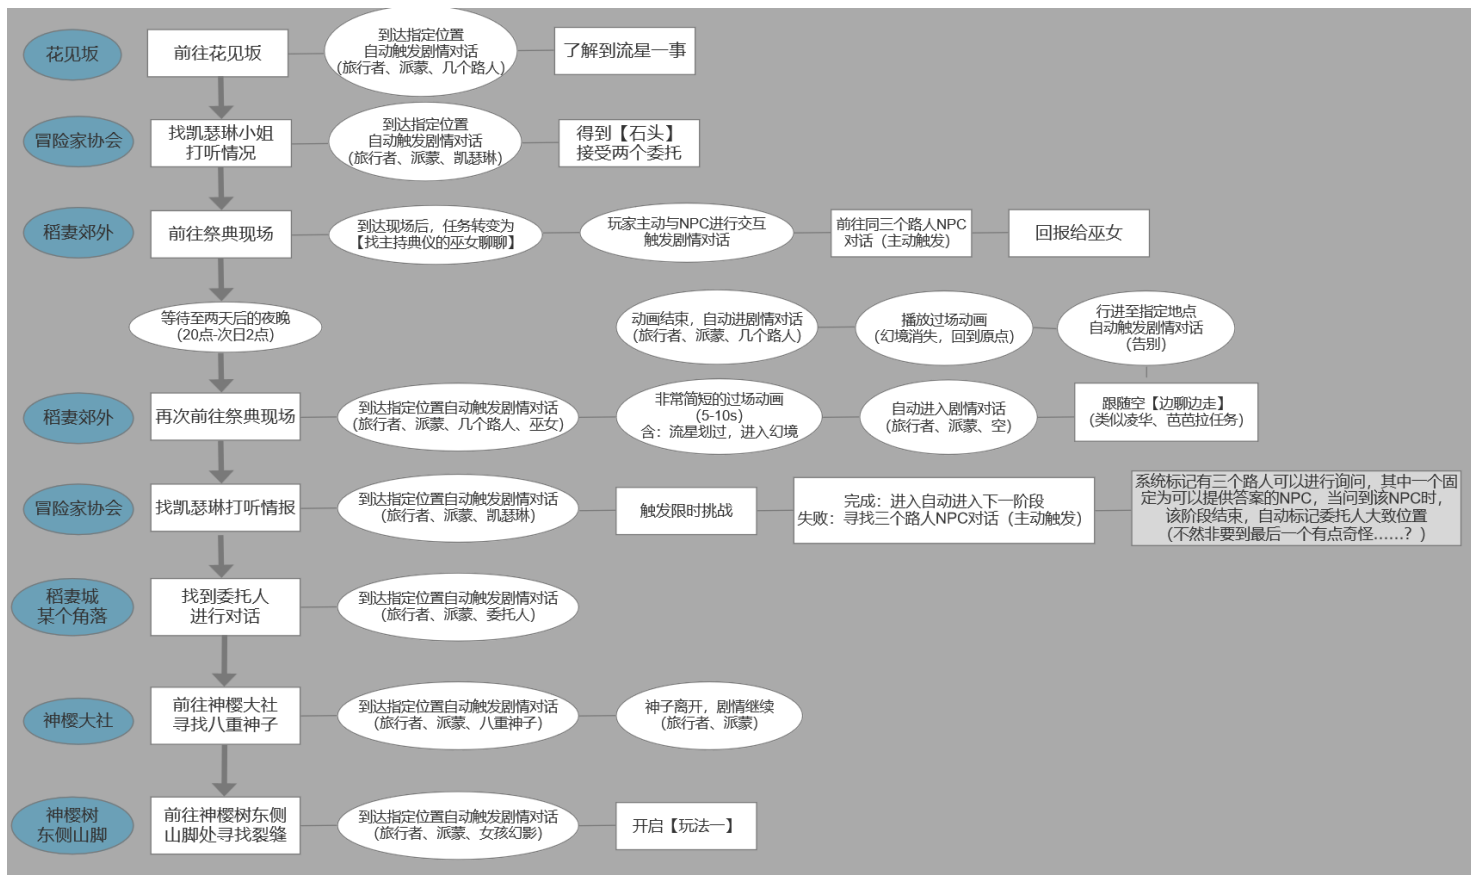 花见坂
前往花见坂
到达指定位置
自动触发剧情对话
(旅行者、派蒙、几个路人)
了解到流星一事
冒险家协会
找凯瑟琳小姐
打听情况
到达指定位置
自动触发剧情对话
(旅行者、派蒙、凯瑟琳)
得到【石头】
接受两个委托
稻妻郊外
前往祭典现场
到达现场后，任务转变为
【找主持典仪的巫女聊聊】
玩家主动与NPC进行交互
触发剧情对话
前往同三个路人NPC
对话（主动触发）
回报给巫女
等待至两天后的夜晚
(20点-次日2点)
动画结束，自动进剧情对话
(旅行者、派蒙、几个路人)
播放过场动画
(幻境消失，回到原点)
行进至指定地点
自动触发剧情对话
(告别)
稻妻郊外
再次前往祭典现场
到达指定位置自动触发剧情对话
(旅行者、派蒙、几个路人、巫女)
非常简短的过场动画
(5-10s)
含：流星划过，进入幻境
自动进入剧情对话
(旅行者、派蒙、空)
跟随空【边聊边走】
(类似凌华、芭芭拉任务)
冒险家协会
找凯瑟琳打听情报
到达指定位置自动触发剧情对话
(旅行者、派蒙、凯瑟琳)
触发限时挑战
完成：进入自动进入下一阶段
失败：寻找三个路人NPC对话（主动触发）
系统标记有三个路人可以进行询问，其中一个固
定为可以提供答案的NPC，当问到该NPC时，
该阶段结束，自动标记委托人大致位置
(不然非要到最后一个有点奇怪……？)
稻妻城
某个角落
找到委托人
进行对话
到达指定位置自动触发剧情对话
(旅行者、派蒙、委托人)
神樱大社
前往神樱大社
寻找八重神子
到达指定位置自动触发剧情对话
(旅行者、派蒙、八重神子)
神子离开，剧情继续
(旅行者、派蒙)
神樱树
东侧山脚
前往神樱树东侧
山脚处寻找裂缝
到达指定位置自动触发剧情对话
(旅行者、派蒙、女孩幻影)
开启【玩法一】